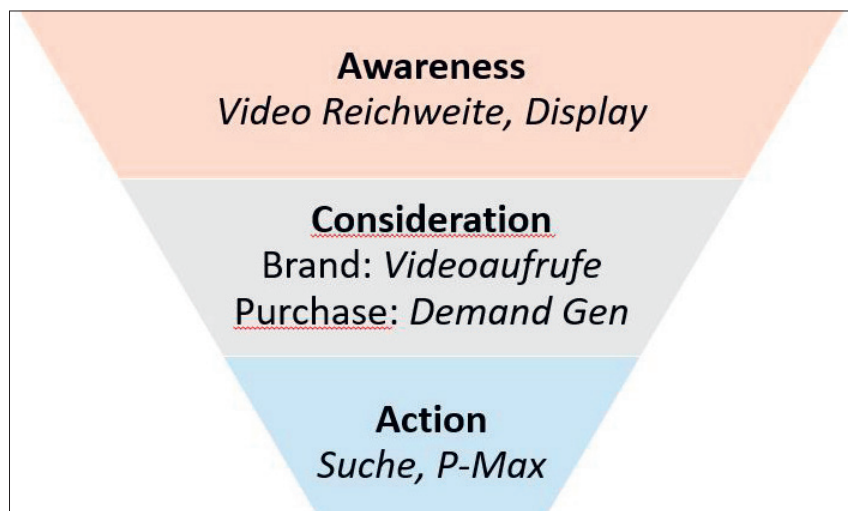 Awareness
Video Reichweite, Display
Consideration
Brand: Videoaufrufe
Purchase: Demand Gen
Action
Suche, P-Max